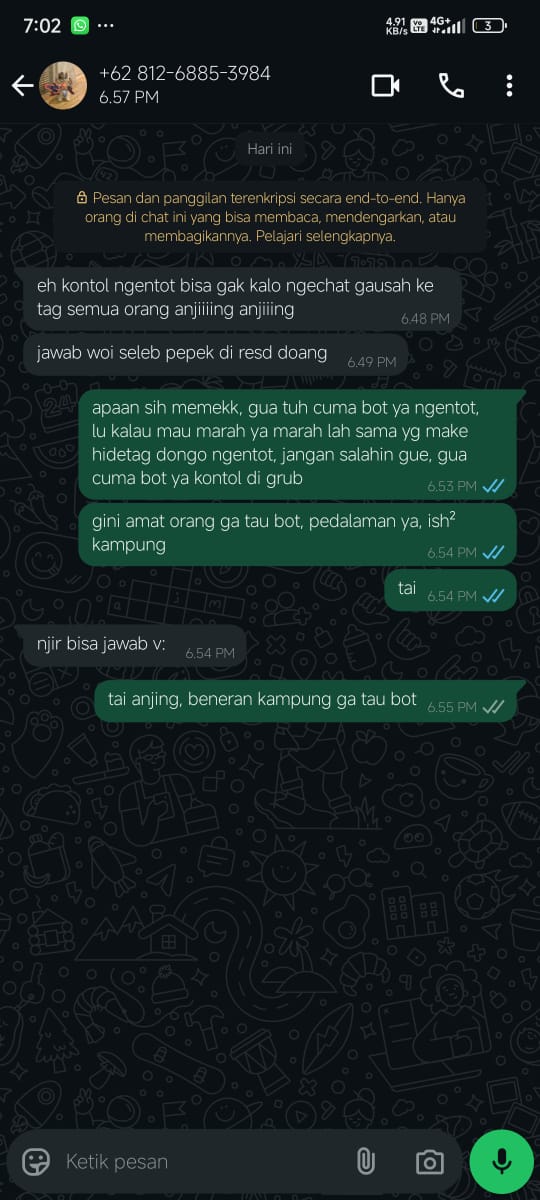 7:02 ...
4.91 KB/s Vo LTE 4G+ 3
+62 812-6885-3984
6.57 PM
Hari ini
Pesan dan panggilan terenkripsi secara end-to-end. Hanya
orang di chat ini yang bisa membaca, mendengarkan, atau
membagikannya. Pelajari selengkapnya.
eh kontol ngentot bisa gak kalo ngechat gausah ke
tag semua orang anjiiiing anjiiing
6.48 PM
jawab woi seleb pepek di resd doang
6.49 PM
apaan sih memekk, gua tuh cuma bot ya ngentot,
lu kalau mau marah ya marah lah sama yg make
hidetag dongo ngentot, jangan salahin gue, gua
cuma bot ya kontol di grub
6.53 PM
gini amat orang ga tau bot, pedalaman ya, ish²
kampung
6.54 PM
tai
6.54 PM
njir bisa jawab v:
6.54 PM
tai anjing, beneran kampung ga tau bot
6.55 PM
Ketik pesan